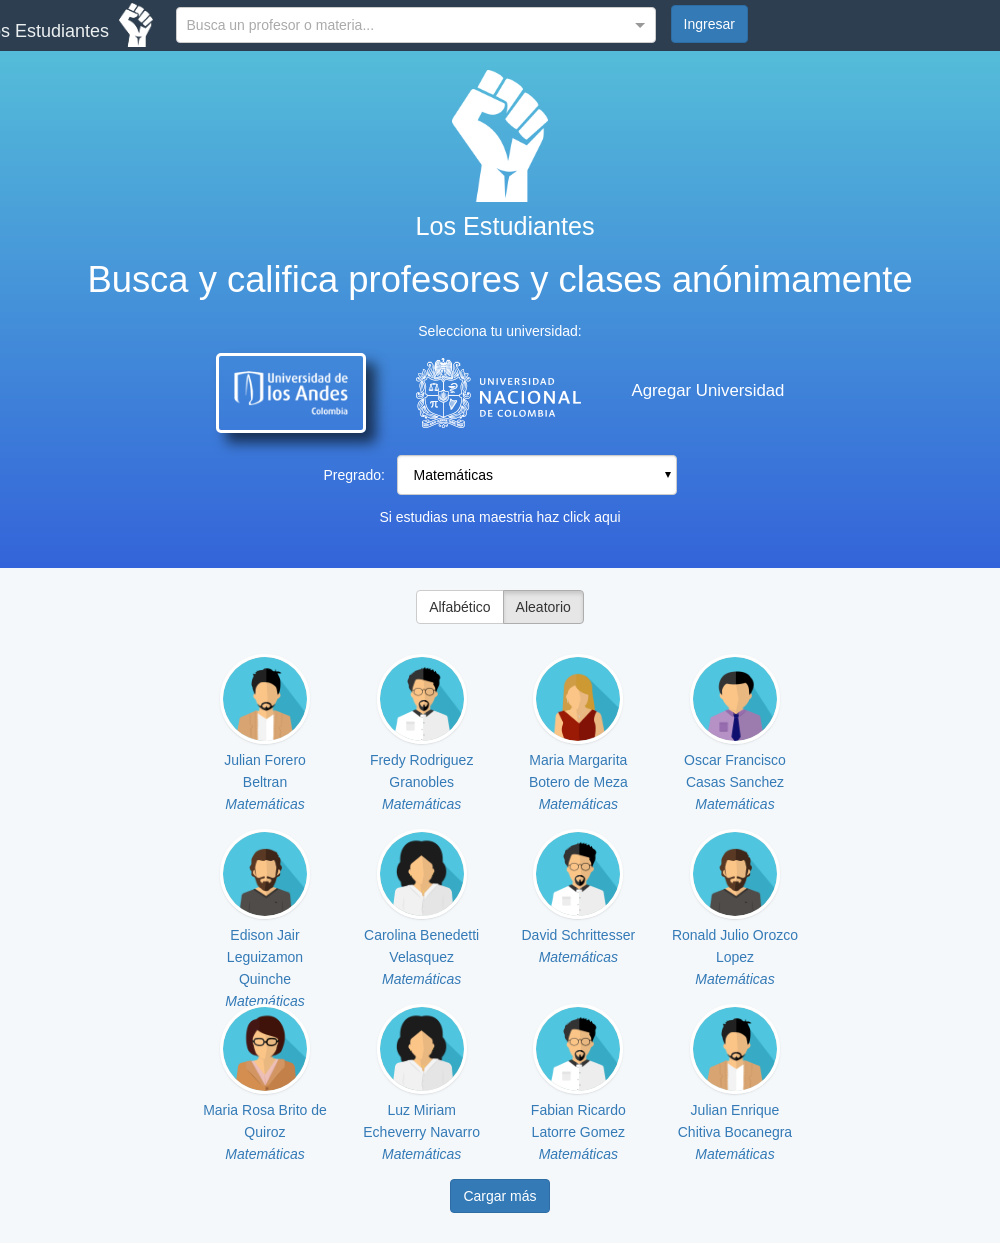 s Estudiantes
Busca un profesor o materia...
Ingresar
Los Estudiantes
Busca y califica profesores y clases anónimamente
Selecciona tu universidad:
Universidad de
los Andes
Colombia
UNIVERSIDAD
NACIONAL
DE COLOMBIA
Agregar Universidad
Pregrado:
Matemáticas
Si estudias una maestria haz click aqui
Alfabético
Aleatorio
Julian Forero
Beltran
Matemáticas
Fredy Rodriguez
Granobles
Matemáticas
Maria Margarita
Botero de Meza
Matemáticas
Oscar Francisco
Casas Sanchez
Matemáticas
Edison Jair
Leguizamon
Quinche
Matemáticas
Carolina Benedetti
Velasquez
Matemáticas
David Schrittesser
Matemáticas
Ronald Julio Orozco
Lopez
Matemáticas
Maria Rosa Brito de
Quiroz
Matemáticas
Luz Miriam
Echeverry Navarro
Matemáticas
Fabian Ricardo
Latorre Gomez
Matemáticas
Julian Enrique
Chitiva Bocanegra
Matemáticas
Cargar más